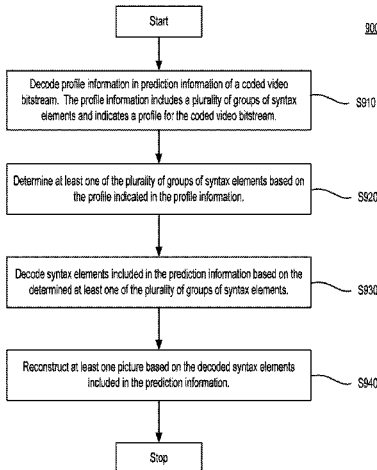 Start
900
Decode profile information in prediction information of a coded video
bitstream. The profile information includes a plurality of groups of syntax
elements and indicates a profile for the coded video bitstream.
S910
Determine at least one of the plurality of groups of syntax elements based on
the profile indicated in the profile information.
S920
Decode syntax elements included in the prediction information based on the
determined at least one of the plurality of groups of syntax elements.
S930
Reconstruct at least one picture based on the decoded syntax elements
included in the prediction information.
S940
Stop